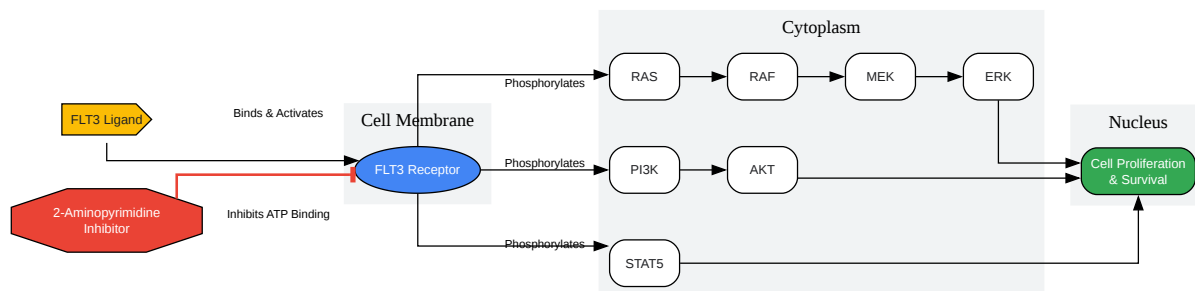 Cytoplasm
Phosphorylates
RAS
RAF
MEK
ERK
FLT3 Ligand
Binds & Activates
Cell Membrane
Nucleus
FLT3 Receptor
Phosphorylates
PI3K
AKT
Cell Proliferation
& Survival
2-Aminopyrimidine
Inhibitor
Inhibits ATP Binding
Phosphorylates
STAT5